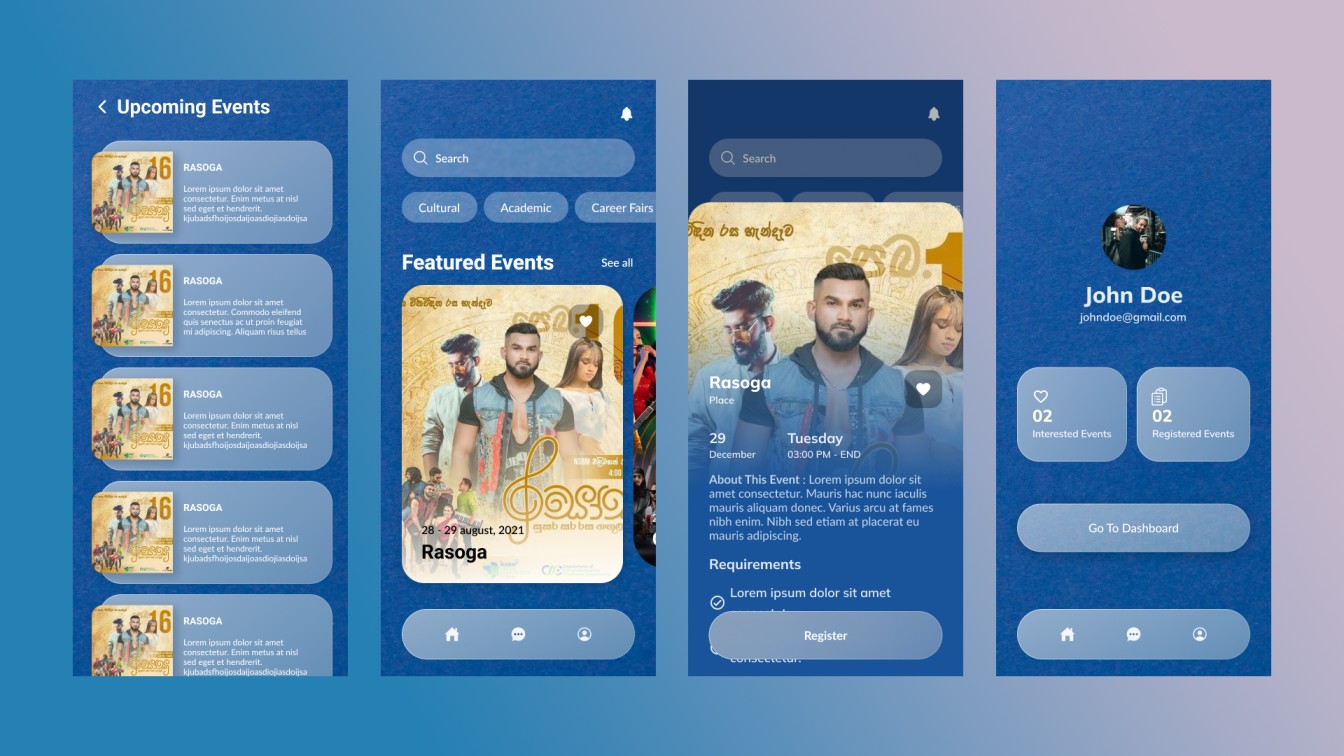 Upcoming Events
16
RASOGA
Lorem ipsum dolor sit amet
consectetur. Enim metus at nisl
sed eget et hendrerit.
kjubadsfhoijosdaijoasdiojiasdoijsa
16
RASOGA
Lorem ipsum dolor sit amet
consectetur. Commodo eleifend
quis senectus ac ut proin feugiat
mi adipiscing. Aliquam risus tellus
16
RASOGA
Lorem ipsum dolor sit amet
consectetur. Enim metus at nisl
sed eget et hendrerit.
kjubadsfhoijosdaijoasdiojiasdoijsa
16
RASOGA
Lorem ipsum dolor sit amet
consectetur. Enim metus at nisl
sed eget et hendrerit.
kjubadsfhoijosdaijoasdiojiasdoijsa
16
RASOGA
Lorem ipsum dolor sit amet
consectetur. Enim metus at nisl
sed eget et hendrerit.
kjubadsfhoijosdaijoasdiojiasdoijsa
Search
Cultural
Academic
Career Fairs
Featured Events
See all
රස හැන්දෑව
4:00
28 - 29 august, 2021
Rasoga
Search
රස හැන්දෑව
Rasoga
Place
29
December
Tuesday
03:00 PM - END
About This Event : Lorem ipsum dolor sit
amet consectetur. Mauris hac nunc iaculis
mauris aliquam donec. Varius arcu at fames
nibh enim. Nibh sed etiam at placerat eu
mauris adipiscing.
Requirements
Lorem ipsum dolor sit amet
Register
consectetur.
John Doe
johndoe@gmail.com
02
Interested Events
02
Registered Events
Go To Dashboard